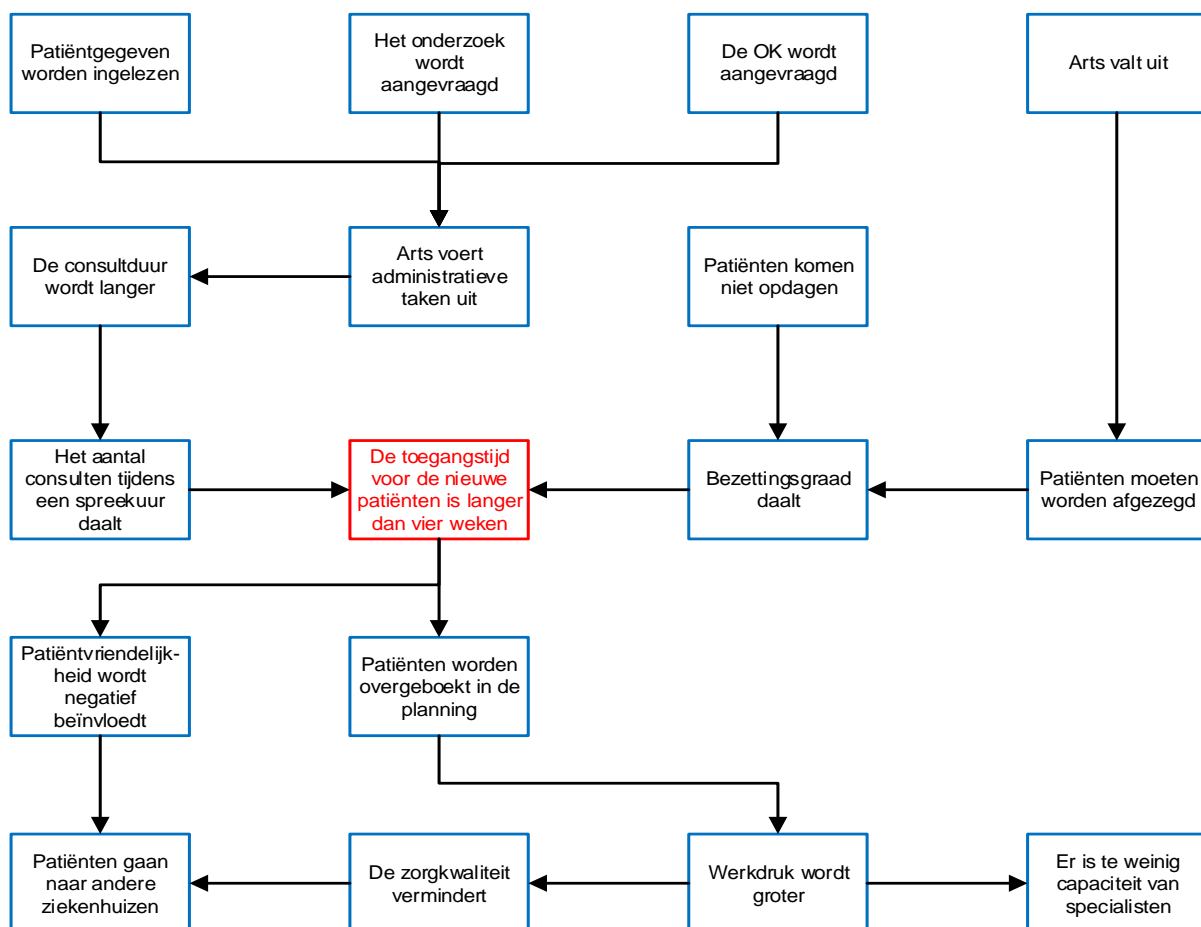 Patiëntgegeven
worden ingelezen
Het onderzoek
wordt
aangevraagd
De OK wordt
aangevraagd
Arts valt uit
De consultduur
wordt langer
Arts voert
administratieve
taken uit
Patiënten komen
niet opdagen
Het aantal
consulten tijdens
een spreekuur
daalt
De toegangstijd
voor de nieuwe
patiënten is langer
dan vier weken
Bezettingsgraad
daalt
Patiënten moeten
worden afgezegd
Patiëntvriendelijk-
heid wordt
negatief
beïnvloedt
Patiënten worden
overgeboekt in de
planning
Patiënten gaan
naar andere
ziekenhuizen
De zorgkwaliteit
vermindert
Werkdruk wordt
groter
Er is te weinig
capaciteit van
specialisten